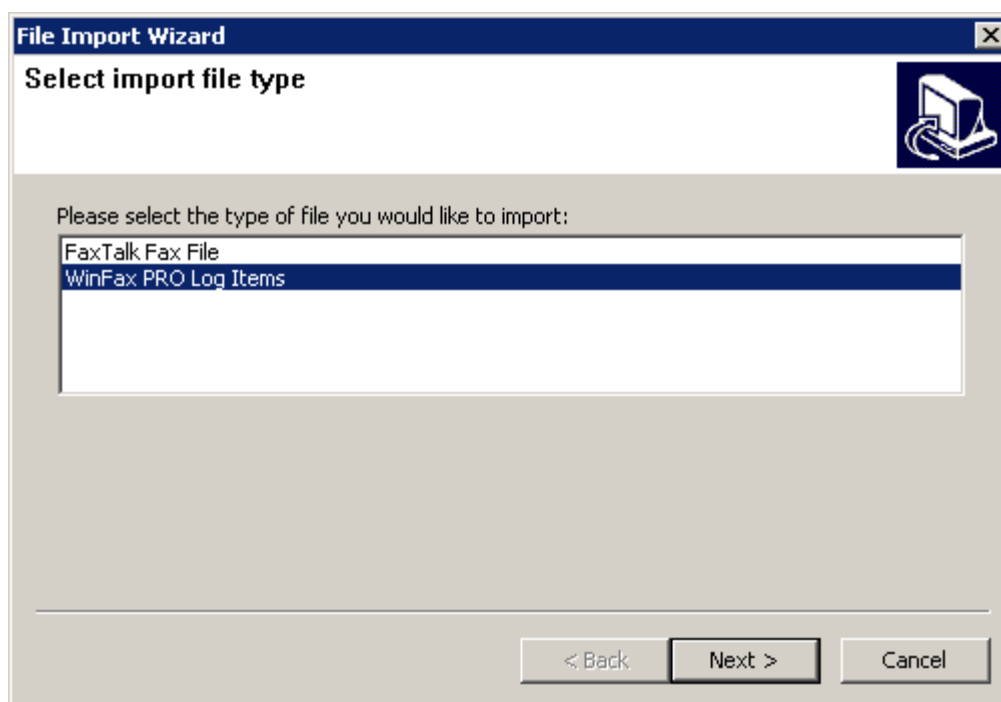 File Import Wizard
Select import file type
Please select the type of file you would like to import:
FaxTalk Fax File
WinFax PRO Log Items
< Back
Next >
Cancel